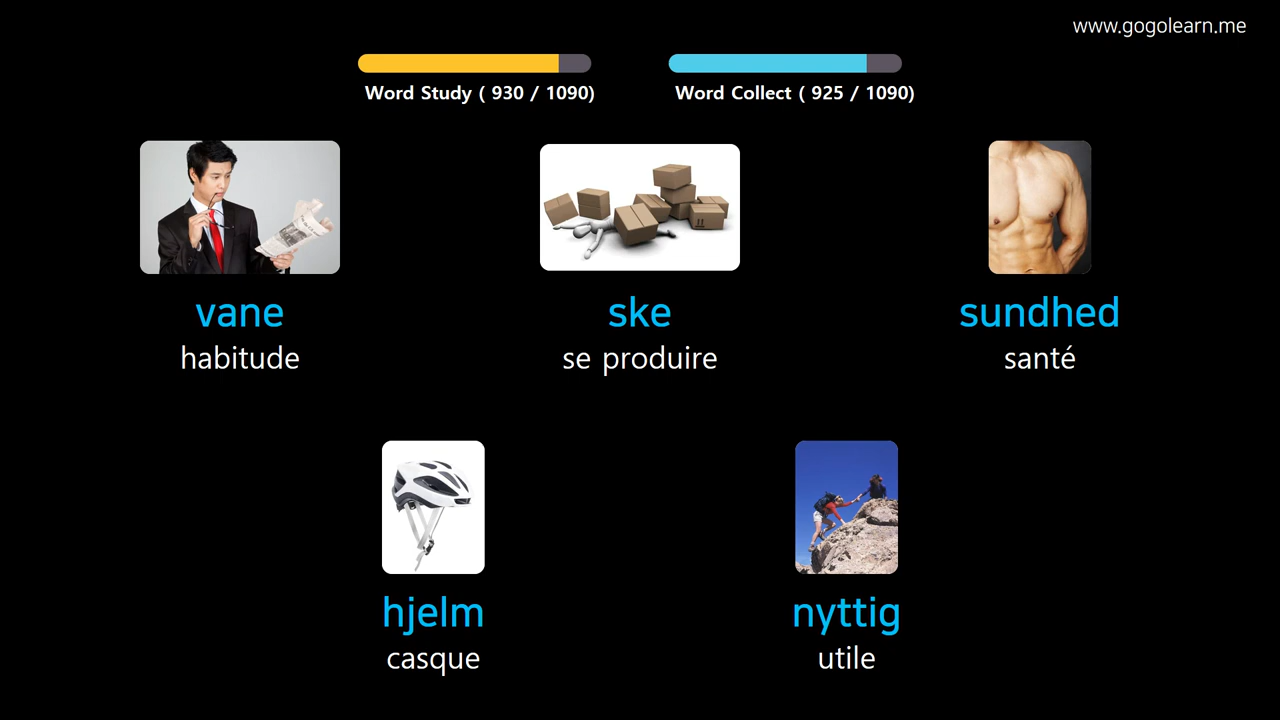 www.gogolearn.me
Word Study ( 930 / 1090)
Word Collect ( 925 / 1090)
vane
habitude
ske
se produire
sundhed
santé
hjelm
casque
nyttig
utile